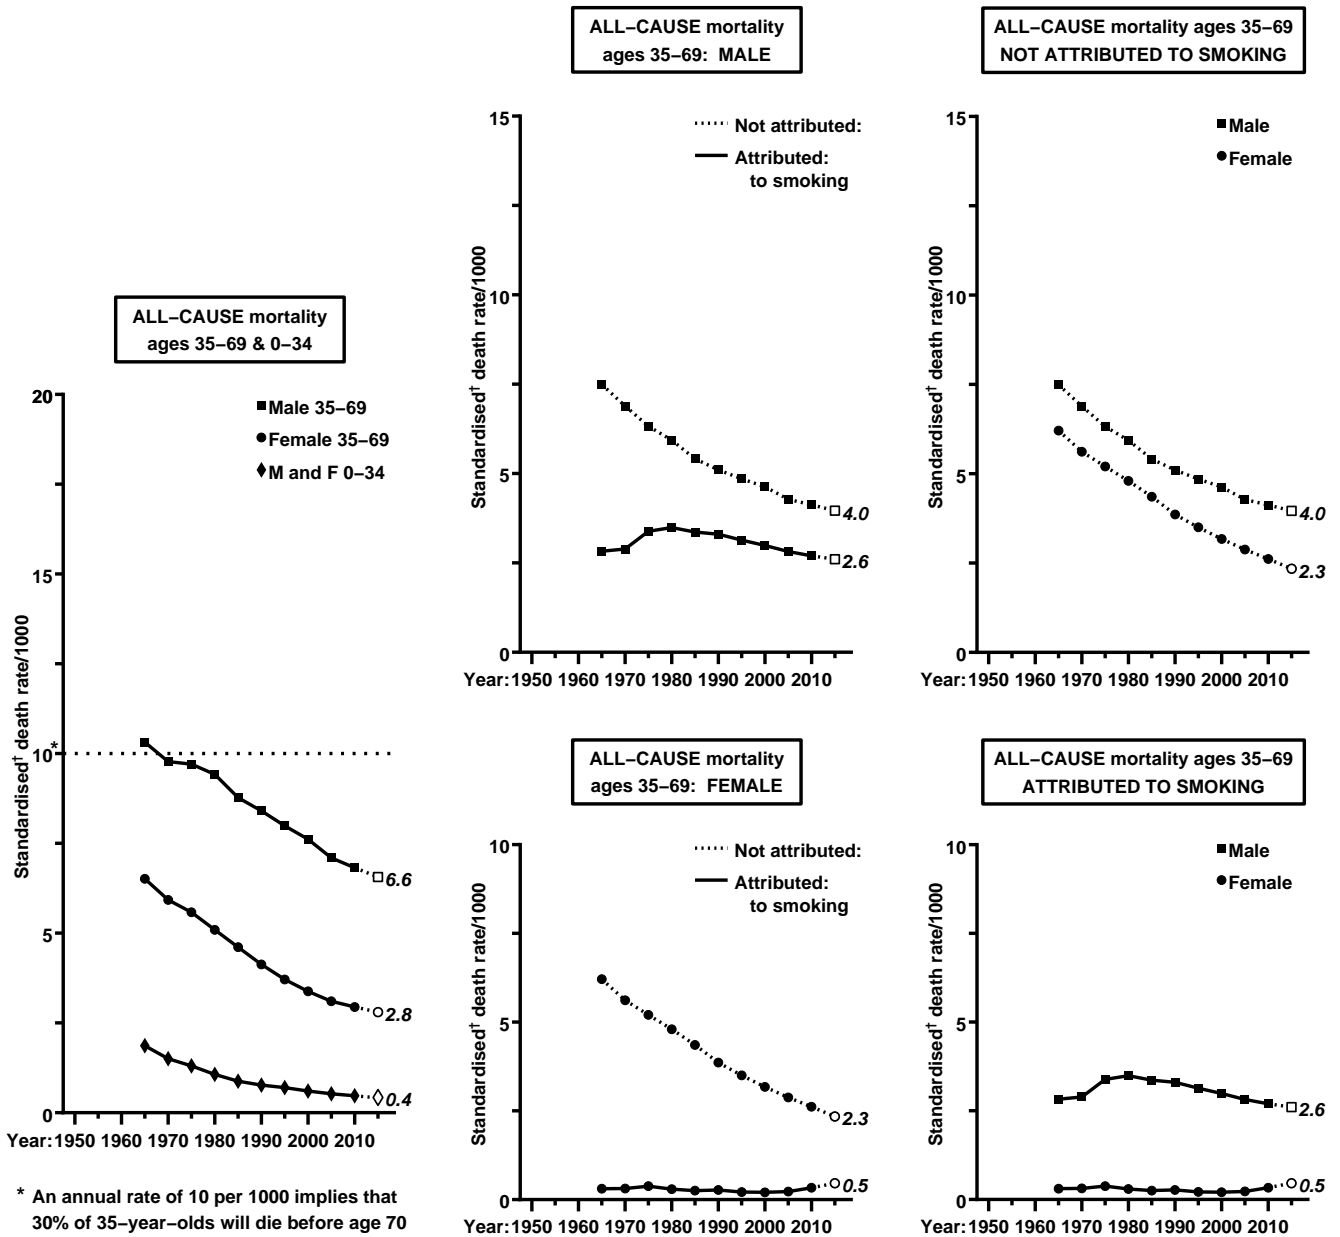 ALL–CAUSE mortality
ages 35–69 & 0–34
Male 35–69
Female 35–69
M and F 0–34
Standardised† death rate/1000
20
15
10
*
5
0
6.6
2.8
0.4
Year: 1950 1960 1970 1980 1990 2000 2010
* An annual rate of 10 per 1000 implies that
30% of 35–year–olds will die before age 70
ALL–CAUSE mortality
ages 35–69: MALE
Not attributed:
Attributed:
to smoking
Standardised† death rate/1000
15
10
5
0
4.0
2.6
Year: 1950 1960 1970 1980 1990 2000 2010
ALL–CAUSE mortality ages 35–69
NOT ATTRIBUTED TO SMOKING
Male
Female
Standardised† death rate/1000
15
10
5
0
4.0
2.3
Year: 1950 1960 1970 1980 1990 2000 2010
ALL–CAUSE mortality
ages 35–69: FEMALE
Not attributed:
Attributed:
to smoking
Standardised† death rate/1000
10
5
0
2.3
0.5
Year: 1950 1960 1970 1980 1990 2000 2010
ALL–CAUSE mortality ages 35–69
ATTRIBUTED TO SMOKING
Male
Female
Standardised† death rate/1000
10
5
0
2.6
0.5
Year: 1950 1960 1970 1980 1990 2000 2010